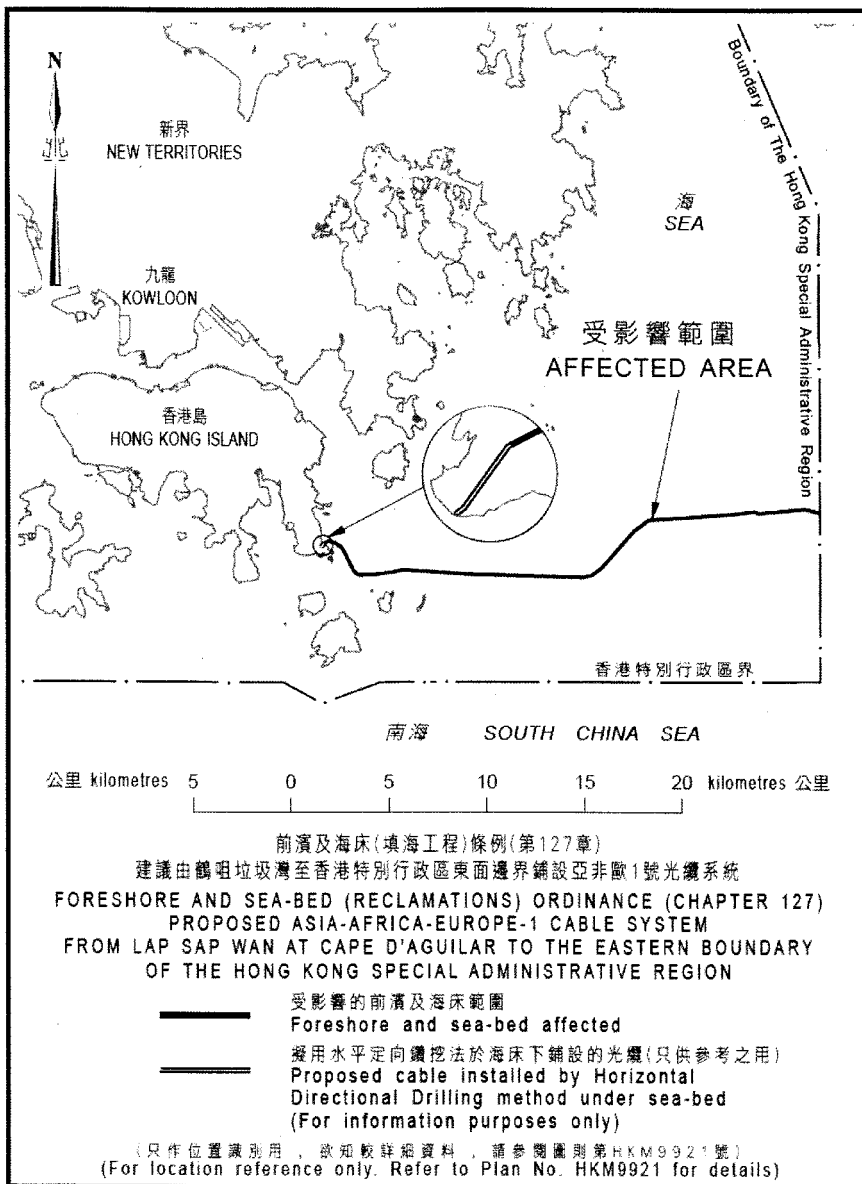 N
新界
NEW TERRITORIES
Boundary of The Hong Kong Special Administrative Region
海
SEA
九龍
KOWLOON
受影響範圍
AFFECTED AREA
香港島
HONG KONG ISLAND
香港特別行政區界
南海 SOUTH CHINA SEA
公里 kilometres 5 0 5 10 15 20 kilometres 公里
前濱及海床(填海工程)條例(第127章)
建議由鶴咀垃圾灣至香港特別行政區東面邊界鋪設亞非歐1號光纜系統
FORESHORE AND SEA-BED (RECLAMATIONS) ORDINANCE (CHAPTER 127)
PROPOSED ASIA-AFRICA-EUROPE-1 CABLE SYSTEM
FROM LAP SAP WAN AT CAPE D'AGUILAR TO THE EASTERN BOUNDARY
OF THE HONG KONG SPECIAL ADMINISTRATIVE REGION
受影響的前濱及海床範圍
Foreshore and sea-bed affected
擬用水平定向鑽挖法於海床下鋪設的光纜(只供參考之用)
Proposed cable installed by Horizontal
Directional Drilling method under sea-bed
(For information purposes only)
(只作位置識別用，欲知較詳細資料，請參閱圖則第HKM9921號)
(For location reference only. Refer to Plan No. HKM9921 for details)